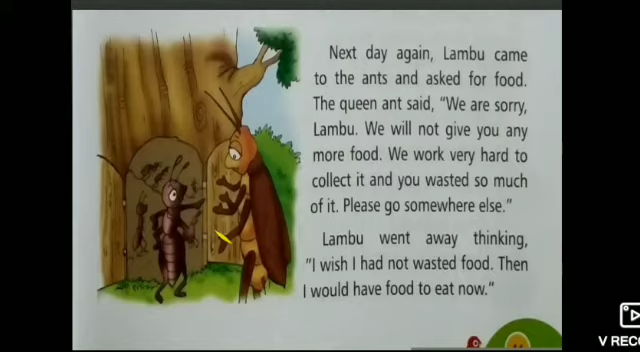 Next day again, Lambu came
to the ants and asked for food.
The queen ant said, "We are sorry,
Lambu. We will not give you any
more food. We work very hard to
collect it and you wasted so much
of it. Please go somewhere else."
Lambu went away thinking,
"I wish I had not wasted food. Then
I would have food to eat now."
V RECO